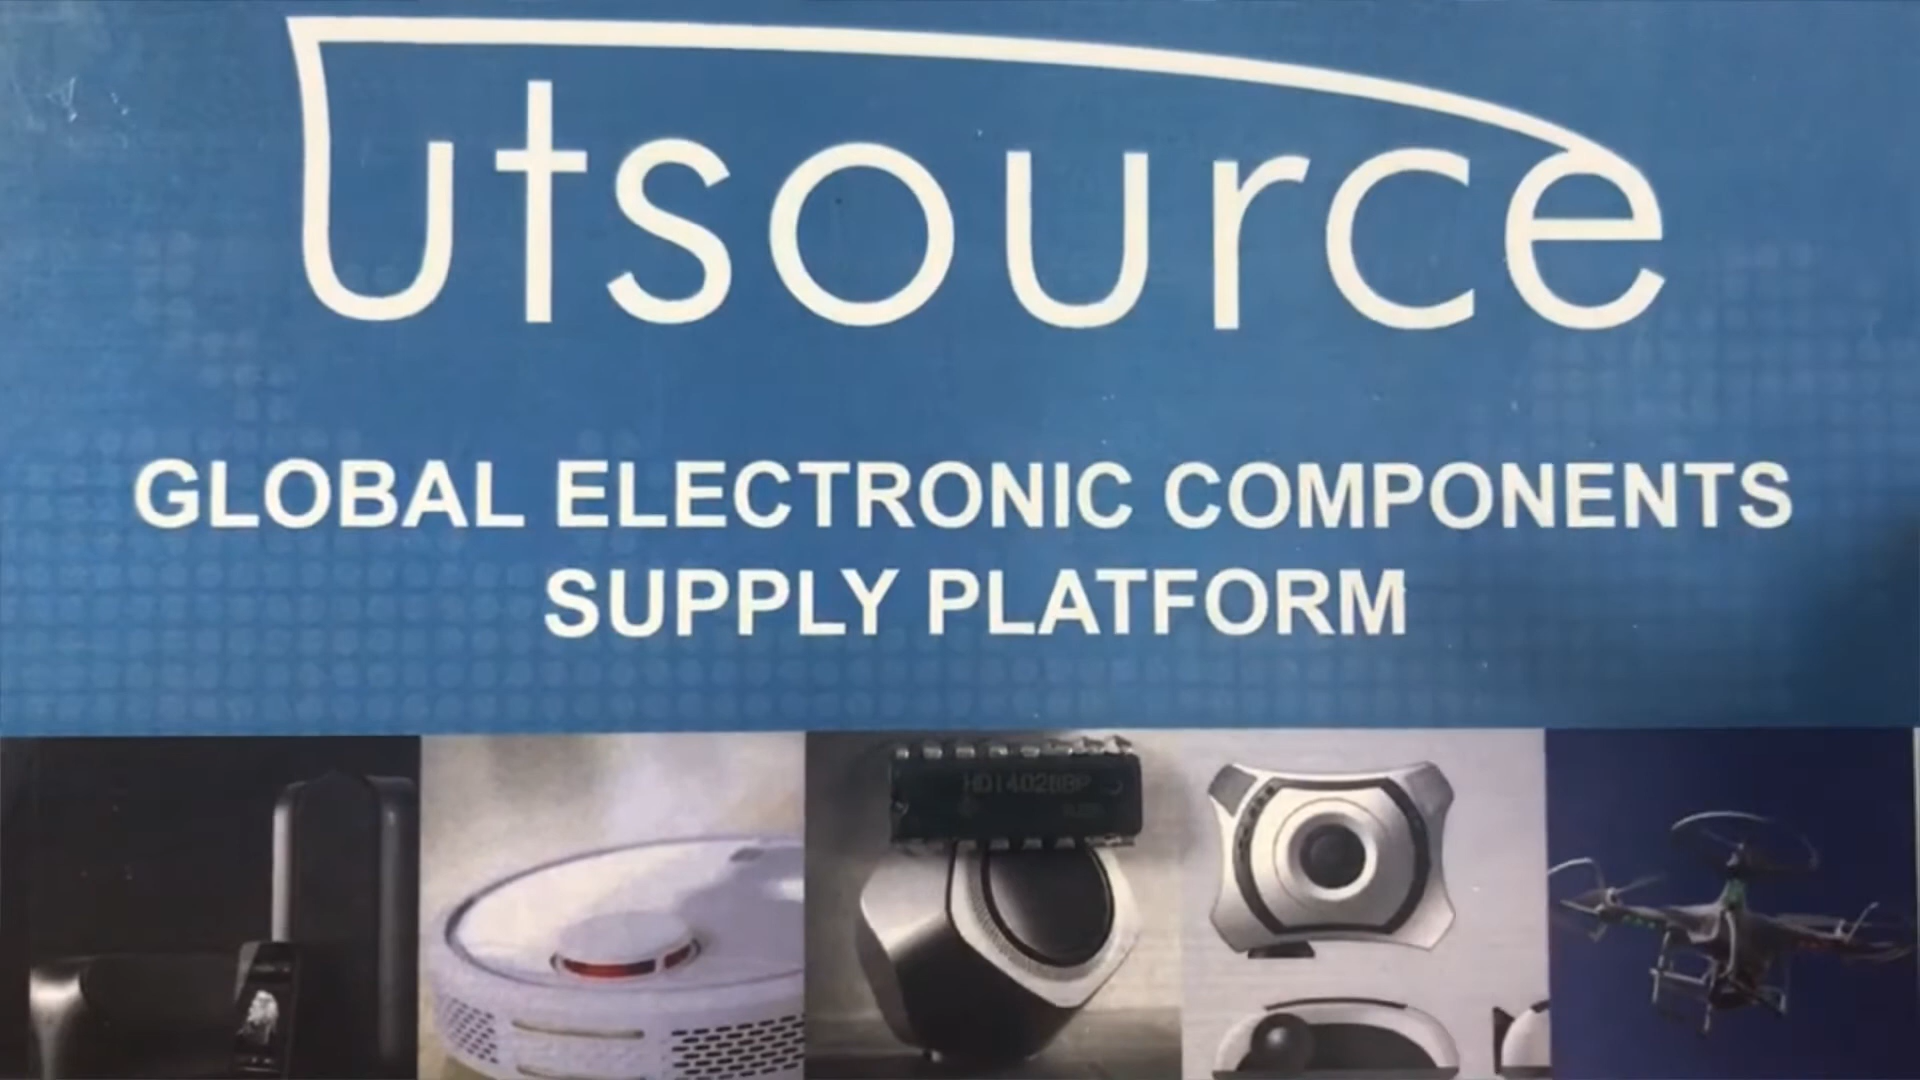 utsource
GLOBAL ELECTRONIC COMPONENTS
SUPPLY PLATFORM
HD14028BP